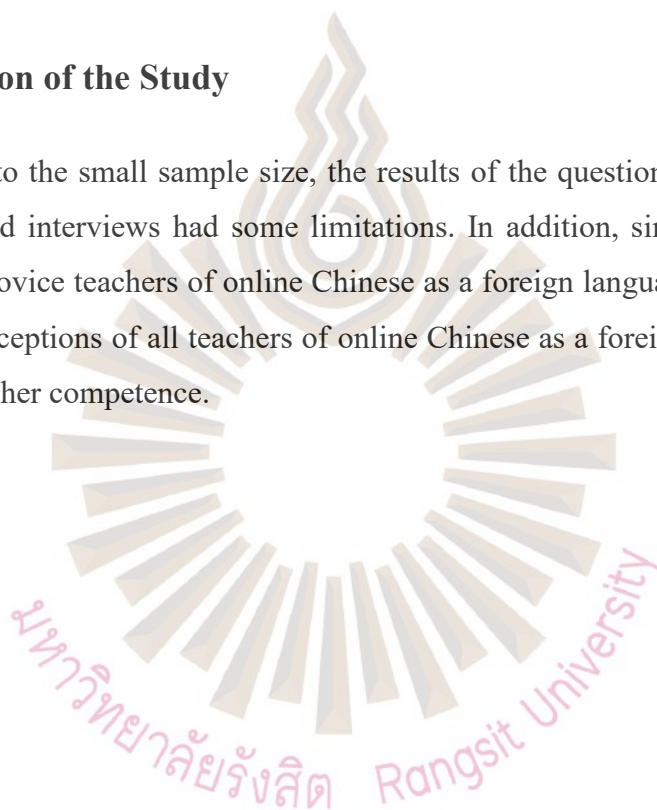 on of the Study
to the small sample size, the results of the question
d interviews had some limitations. In addition, sin
ovice teachers of online Chinese as a foreign langua
ceptions of all teachers of online Chinese as a forei
her competence.
มหาวิทยาลัยรังสิต Rangsit University